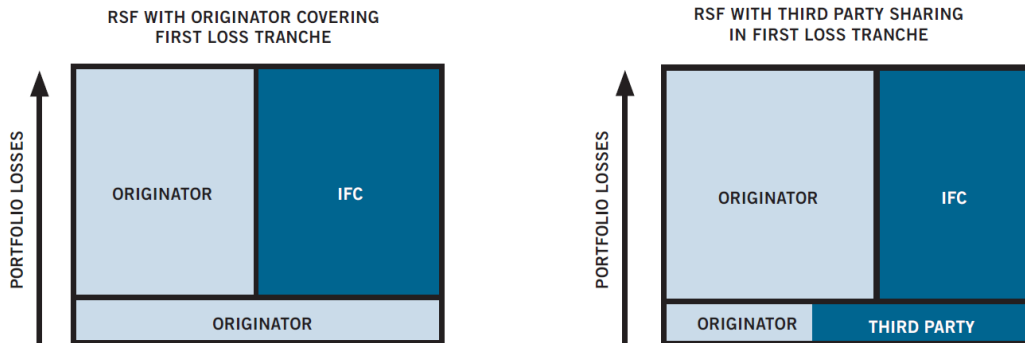 RSF WITH ORIGINATOR COVERING
FIRST LOSS TRANCHE
PORTFOLIO LOSSES
ORIGINATOR
IFC
ORIGINATOR
RSF WITH THIRD PARTY SHARING
IN FIRST LOSS TRANCHE
PORTFOLIO LOSSES
ORIGINATOR
IFC
ORIGINATOR
THIRD PARTY